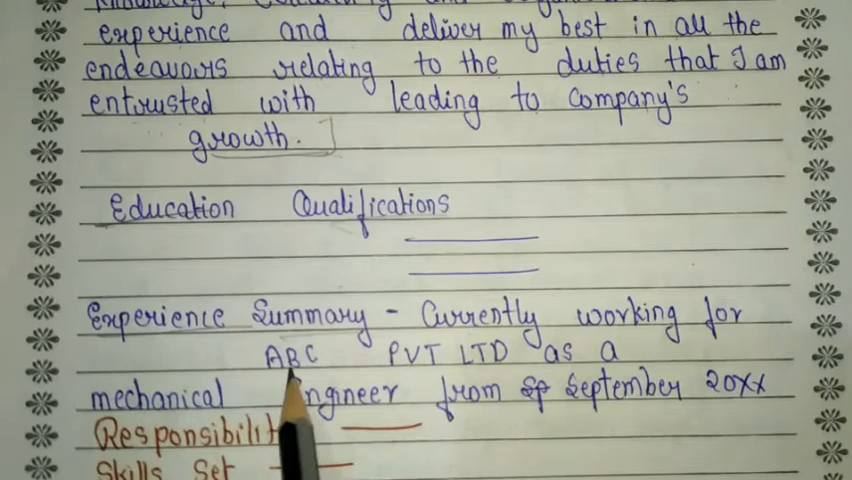 experience and deliver my best in all the
endeavors relating to the duties that I am
entrusted with leading to company's
growth.]
Education Qualifications
Experience Summary - Currently working for
ABC PVT LTD as a
mechanical Engineer from September 20xx
Responsibilit
Skills Set